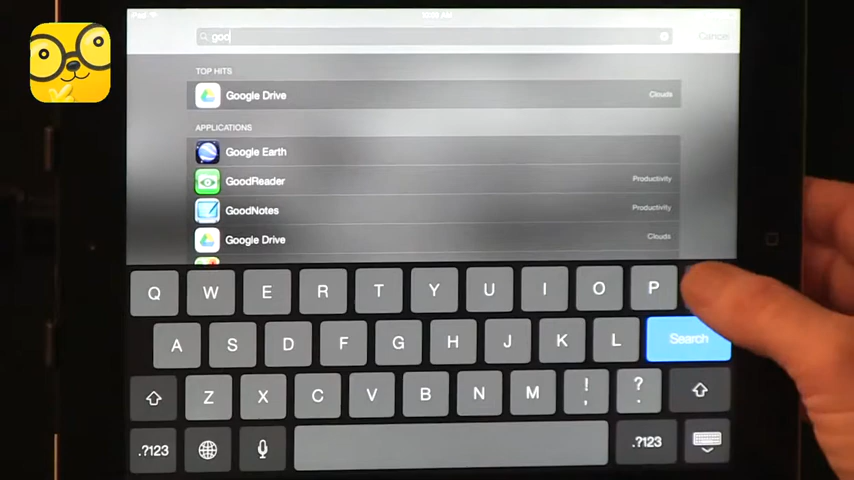 iPad
goo
Cancel
TOP HITS
Google Drive
Clouds
APPLICATIONS
Google Earth
GoodReader
Productivity
GoodNotes
Productivity
Google Drive
Clouds
Q W E R T Y U I O P
A S D F G H J K L Search
Z X C V B N M ! , ? .
.?123 .?123